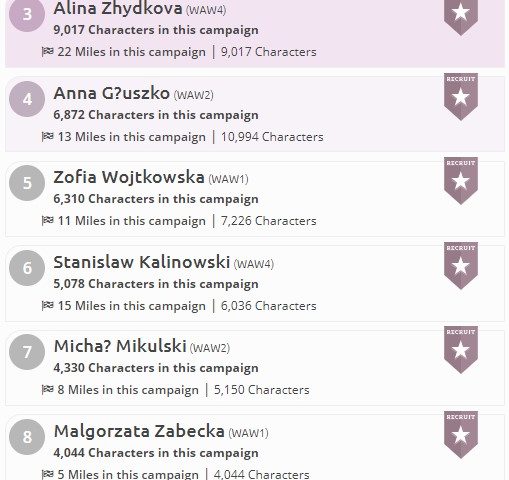 3 Alina Zhydkova (WAW4)
9,017 Characters in this campaign
22 Miles in this campaign | 9,017 Characters
RECRUIT
4 Anna G?uszko (WAW2)
6,872 Characters in this campaign
13 Miles in this campaign | 10,994 Characters
RECRUIT
5 Zofia Wojtkowska (WAW1)
6,310 Characters in this campaign
11 Miles in this campaign | 7,226 Characters
RECRUIT
6 Stanislaw Kalinowski (WAW4)
5,078 Characters in this campaign
15 Miles in this campaign | 6,036 Characters
RECRUIT
7 Micha? Mikulski (WAW2)
4,330 Characters in this campaign
8 Miles in this campaign | 5,150 Characters
RECRUIT
8 Malgorzata Zabecka (WAW1)
4,044 Characters in this campaign
5 Miles in this campaign | 4,044 Characters
RECRUIT